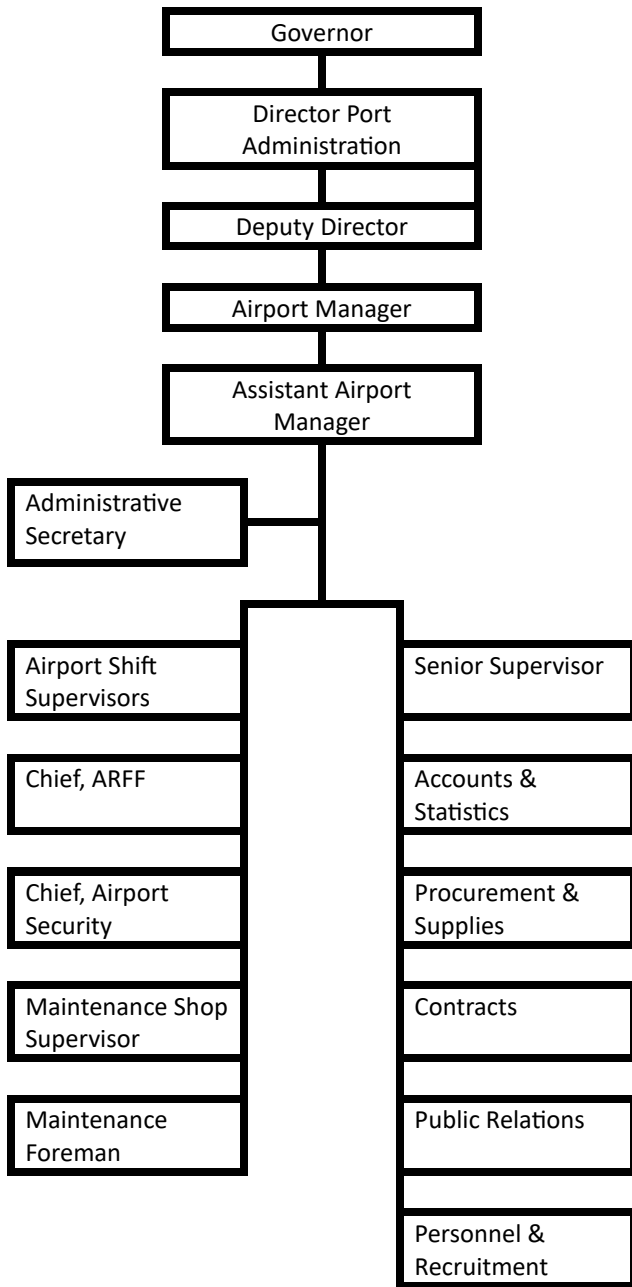 Governor
Director Port
Administration
Deputy Director
Airport Manager
Assistant Airport
Manager
Administrative
Secretary
Airport Shift
Supervisors
Senior Supervisor
Chief, ARFF
Accounts &
Statistics
Chief, Airport
Security
Procurement &
Supplies
Maintenance Shop
Supervisor
Contracts
Maintenance
Foreman
Public Relations
Personnel &
Recruitment